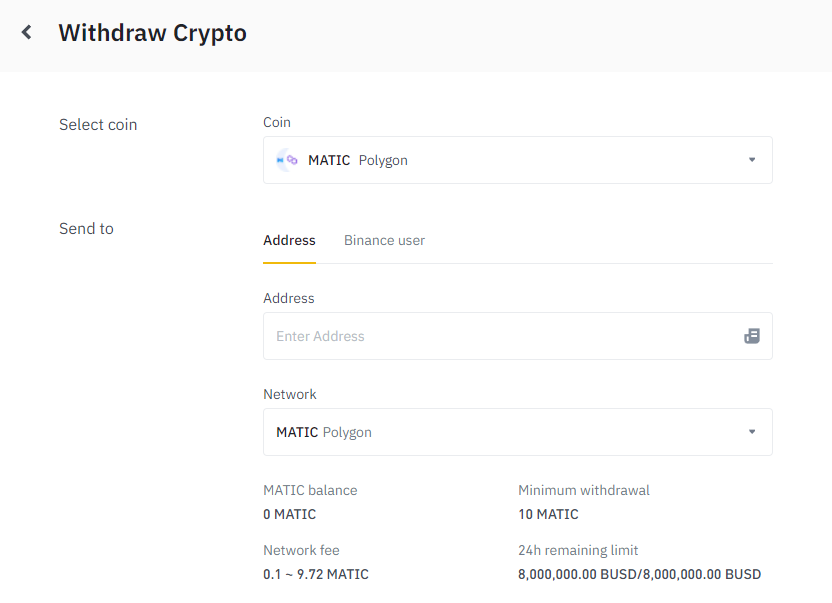 Withdraw Crypto
Select coin
Coin
MATIC Polygon
Send to
Address Binance user
Address
Enter Address
Network
MATIC Polygon
MATIC balance Minimum withdrawal
0 MATIC 10 MATIC
Network fee 24h remaining limit
0.1 ~ 9.72 MATIC 8,000,000.00 BUSD/8,000,000.00 BUSD